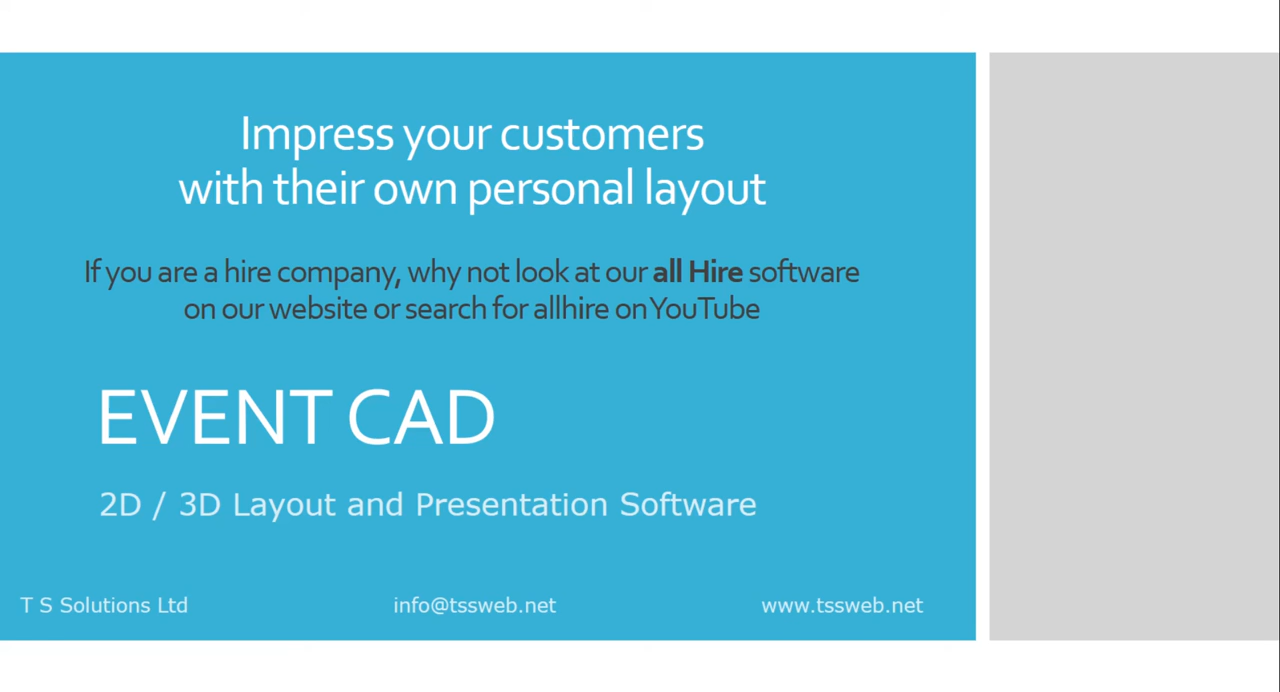 Impress your customers
with their own personal layout
If you are a hire company, why not look at our all Hire software
on our website or search for allhire on YouTube
EVENT CAD
2D / 3D Layout and Presentation Software
T S Solutions Ltd info@tssweb.net www.tssweb.net